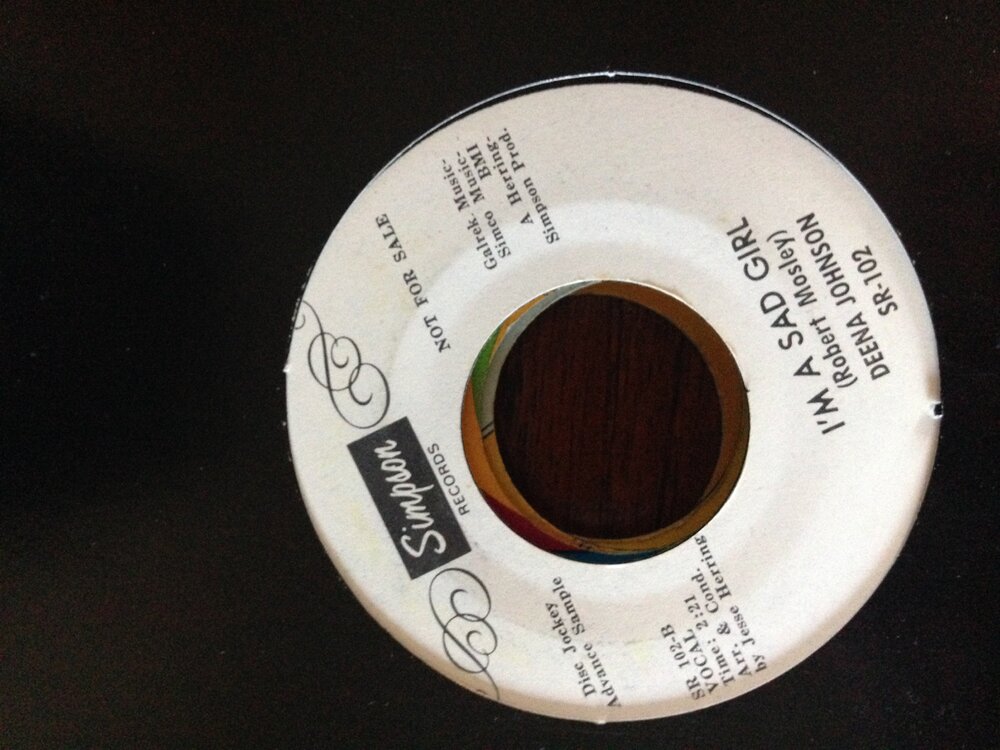 Simpson
RECORDS
Disc Jockey
Advance Sample
NOT FOR SALE
SR 102-B
VOCAL
Time: 2:21
Arr. & Cond.
by Jesse Herring
Galrek. Music-
Simco Music-
BMI
A Herring-
Simpson Prod.
I'M A SAD GIRL
(Robert Mosley)
DEENA JOHNSON
SR-102